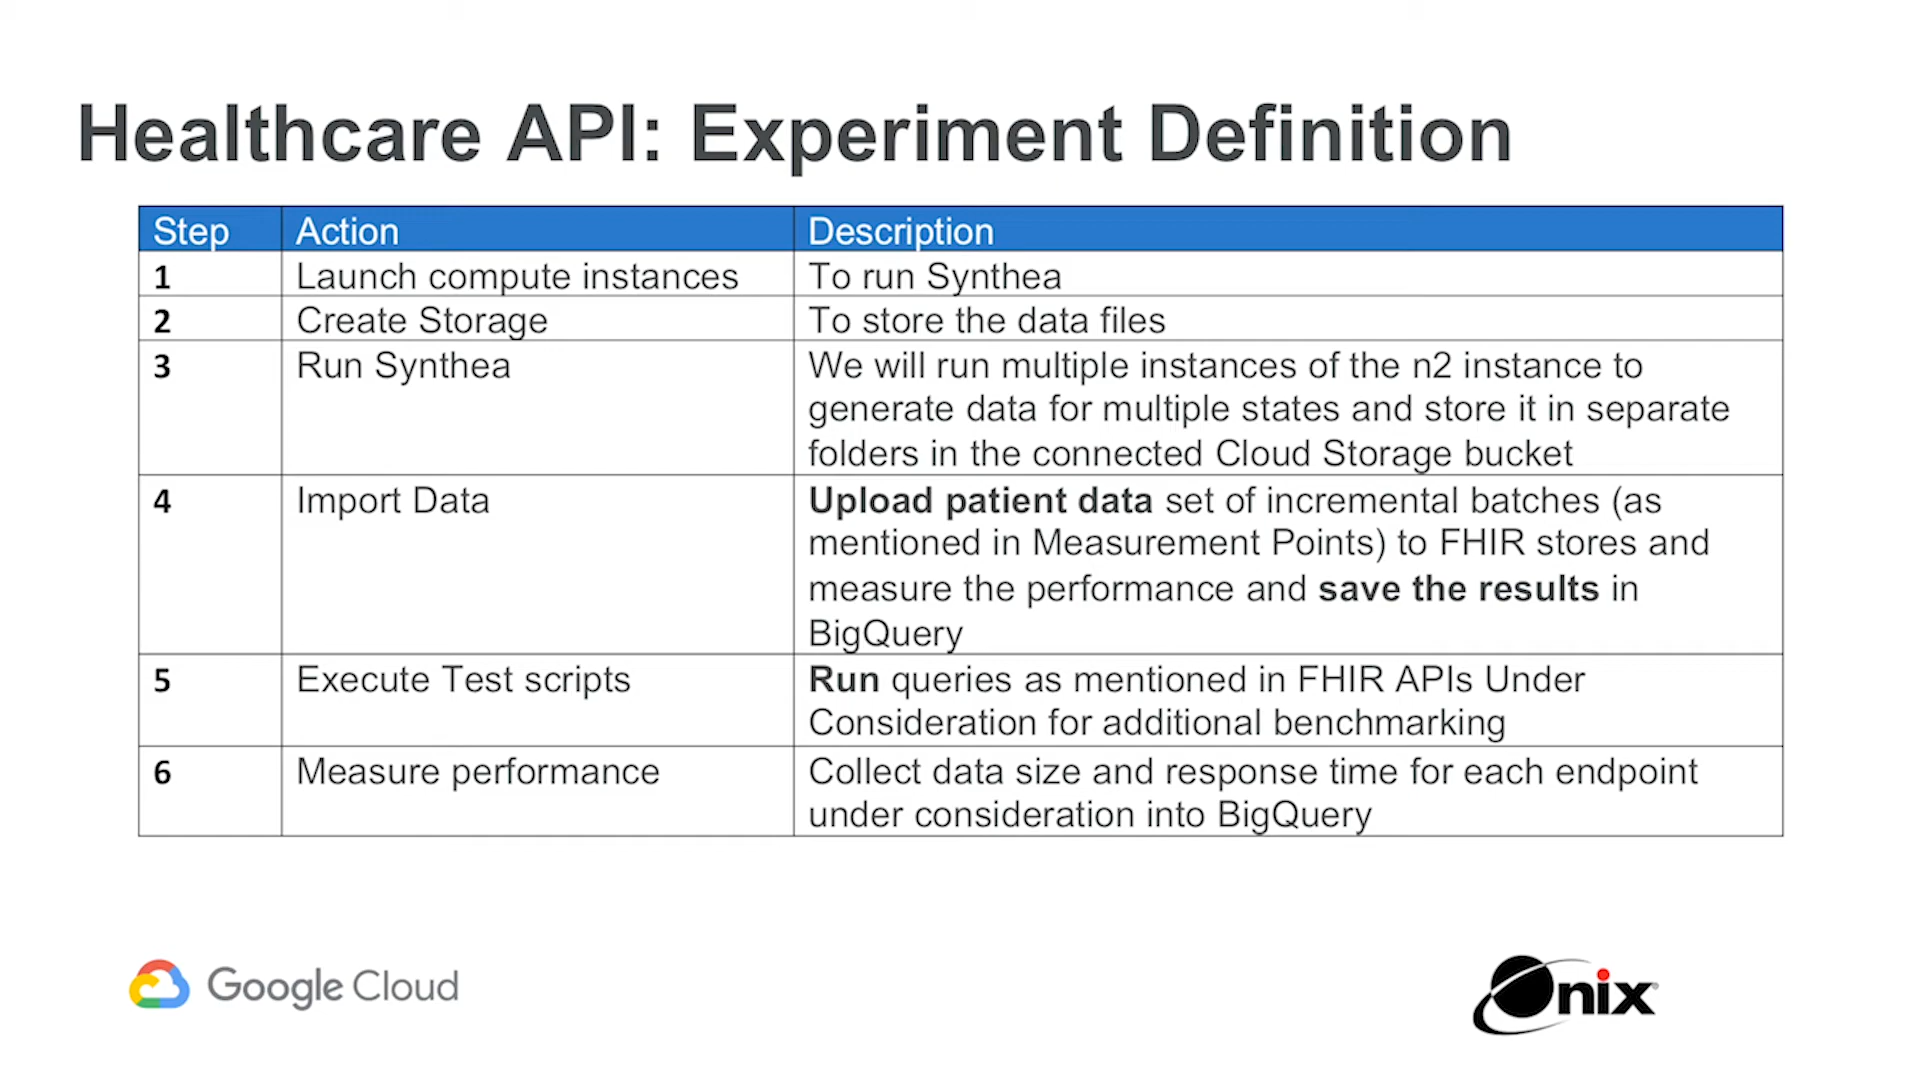 Healthcare API: Experiment Definition
Step Action Description
1 Launch compute instances To run Synthea
2 Create Storage To store the data files
3 Run Synthea We will run multiple instances of the n2 instance to
generate data for multiple states and store it in separate
folders in the connected Cloud Storage bucket
4 Import Data Upload patient data set of incremental batches (as
mentioned in Measurement Points) to FHIR stores and
measure the performance and save the results in
BigQuery
5 Execute Test scripts Run queries as mentioned in FHIR APIs Under
Consideration for additional benchmarking
6 Measure performance Collect data size and response time for each endpoint
under consideration into BigQuery
Google Cloud
Onix